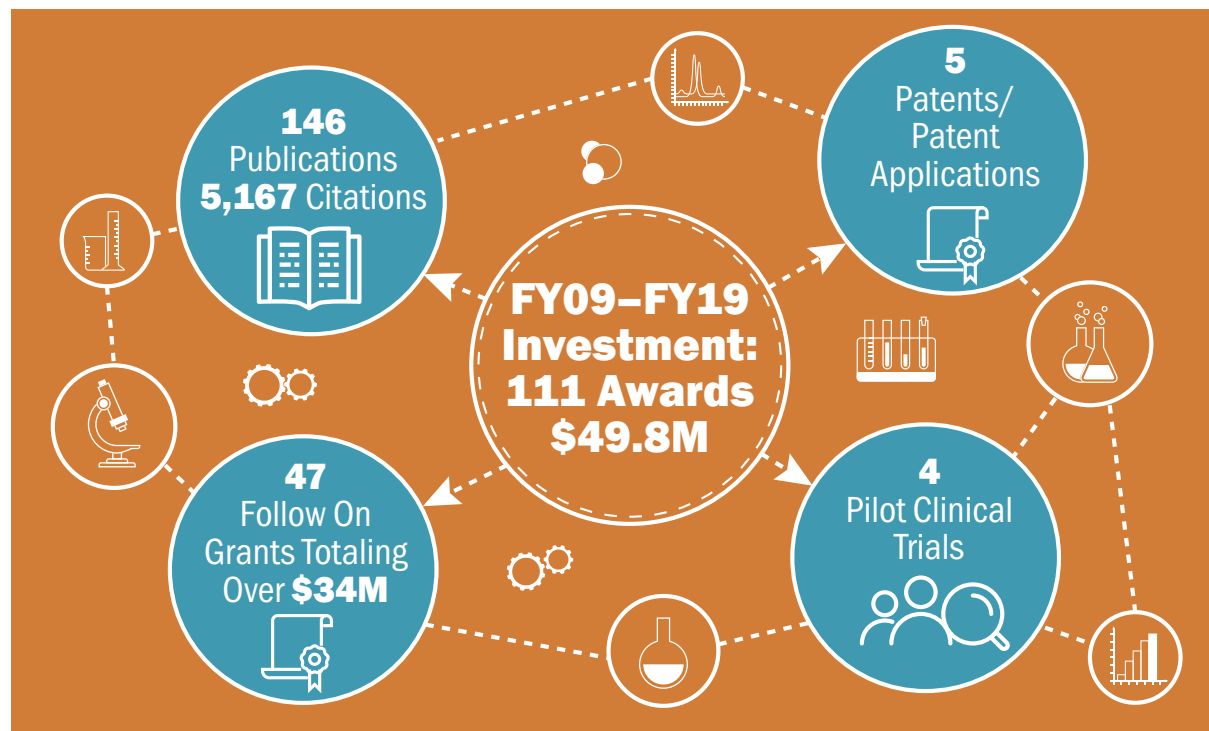 146
Publications
5,167 Citations
5
Patents/
Patent
Applications
FY09–FY19
Investment:
111 Awards
$49.8M
47
Follow On
Grants Totaling
Over $34M
4
Pilot Clinical
Trials